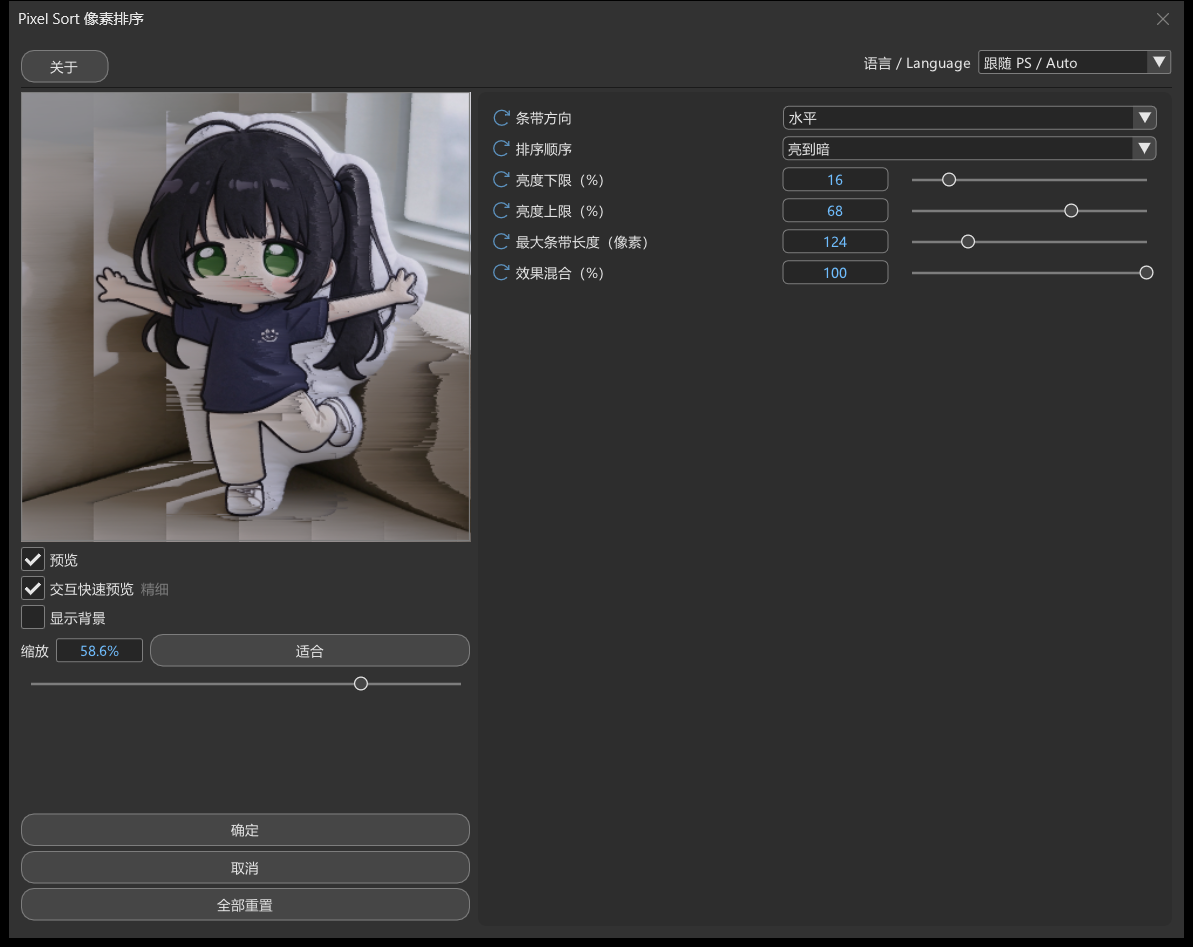 Pixel Sort 像素排序
关于
语言 / Language 跟随 PS / Auto
条带方向 水平
排序顺序 亮到暗
亮度下限（%） 16
亮度上限（%） 68
最大条带长度（像素） 124
效果混合（%） 100
预览
交互快速预览 精细
显示背景
缩放 58.6% 适合
确定
取消
全部重置